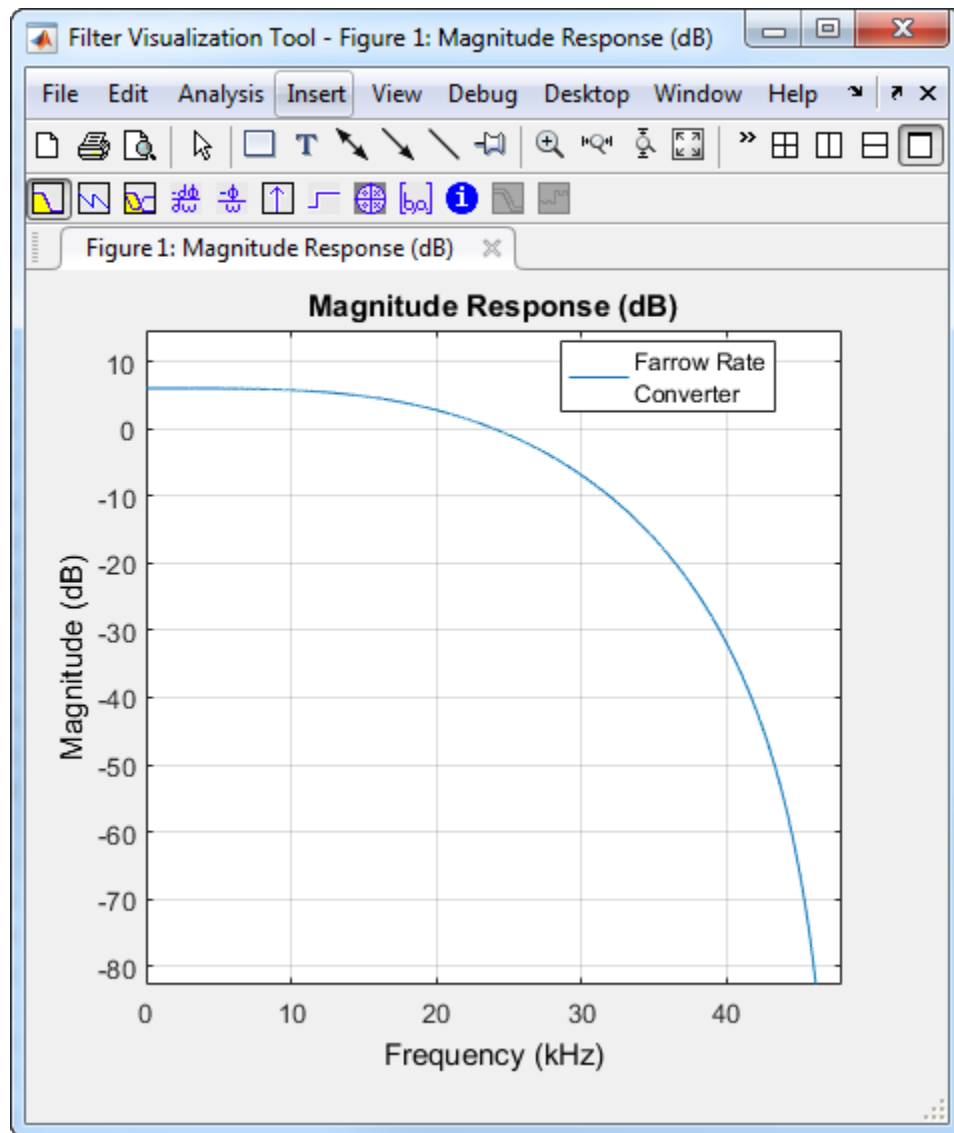 Filter Visualization Tool - Figure 1: Magnitude Response (dB)
File Edit Analysis Insert View Debug Desktop Window Help
T
b,a
i
Figure 1: Magnitude Response (dB)
Magnitude Response (dB)
Farrow Rate
Converter
10
0
-10
-20
-30
-40
-50
-60
-70
-80
Magnitude (dB)
0 10 20 30 40
Frequency (kHz)